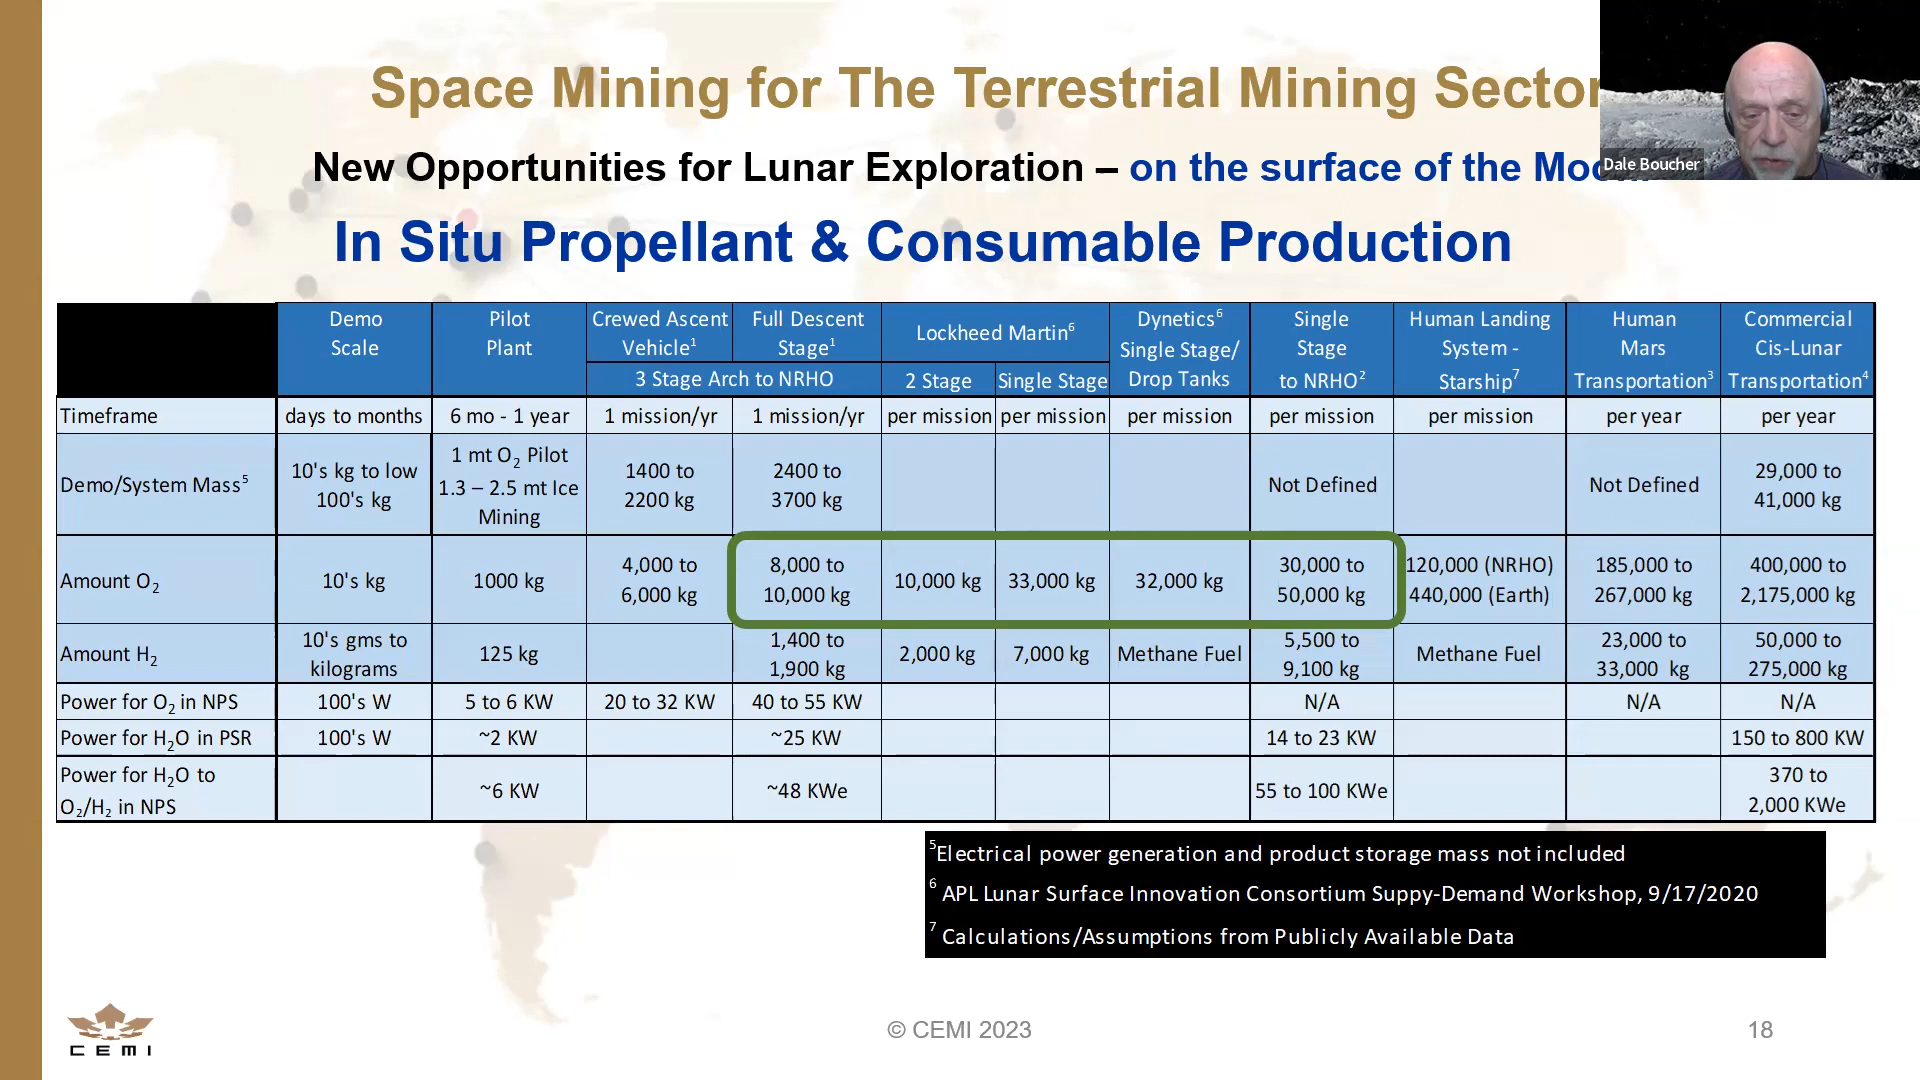 Space Mining for The Terrestrial Mining Sector
Dale Boucher
New Opportunities for Lunar Exploration – on the surface of the Moo
In Situ Propellant & Consumable Production
Demo Scale | Pilot Plant | Crewed Ascent Vehicle¹ | Full Descent Stage¹ | Lockheed Martin⁶ | Dynetics⁶ Single Stage/ Drop Tanks | Single Stage to NRHO² | Human Landing System - Starship⁷ | Human Mars Transportation³ | Commercial Cis-Lunar Transportation⁴
3 Stage Arch to NRHO | 2 Stage | Single Stage
Timeframe | days to months | 6 mo - 1 year | 1 mission/yr | 1 mission/yr | per mission | per mission | per mission | per mission | per mission | per year | per year
Demo/System Mass⁵ | 10's kg to low 100's kg | 1 mt O₂ Pilot 1.3 – 2.5 mt Ice Mining | 1400 to 2200 kg | 2400 to 3700 kg | Not Defined | Not Defined | 29,000 to 41,000 kg
Amount O₂ | 10's kg | 1000 kg | 4,000 to 6,000 kg | 8,000 to 10,000 kg | 10,000 kg | 33,000 kg | 32,000 kg | 30,000 to 50,000 kg | 120,000 (NRHO) 440,000 (Earth) | 185,000 to 267,000 kg | 400,000 to 2,175,000 kg
Amount H₂ | 10's gms to kilograms | 125 kg | 1,400 to 1,900 kg | 2,000 kg | 7,000 kg | Methane Fuel | 5,500 to 9,100 kg | Methane Fuel | 23,000 to 33,000 kg | 50,000 to 275,000 kg
Power for O₂ in NPS | 100's W | 5 to 6 KW | 20 to 32 KW | 40 to 55 KW | N/A | N/A | N/A
Power for H₂O in PSR | 100's W | ~2 KW | ~25 KW | 14 to 23 KW | 150 to 800 KW
Power for H₂O to O₂/H₂ in NPS | ~6 KW | ~48 KWe | 55 to 100 KWe | 370 to 2,000 KWe
⁵Electrical power generation and product storage mass not included
⁶ APL Lunar Surface Innovation Consortium Suppy-Demand Workshop, 9/17/2020
⁷ Calculations/Assumptions from Publicly Available Data
CEMI
© CEMI 2023
18